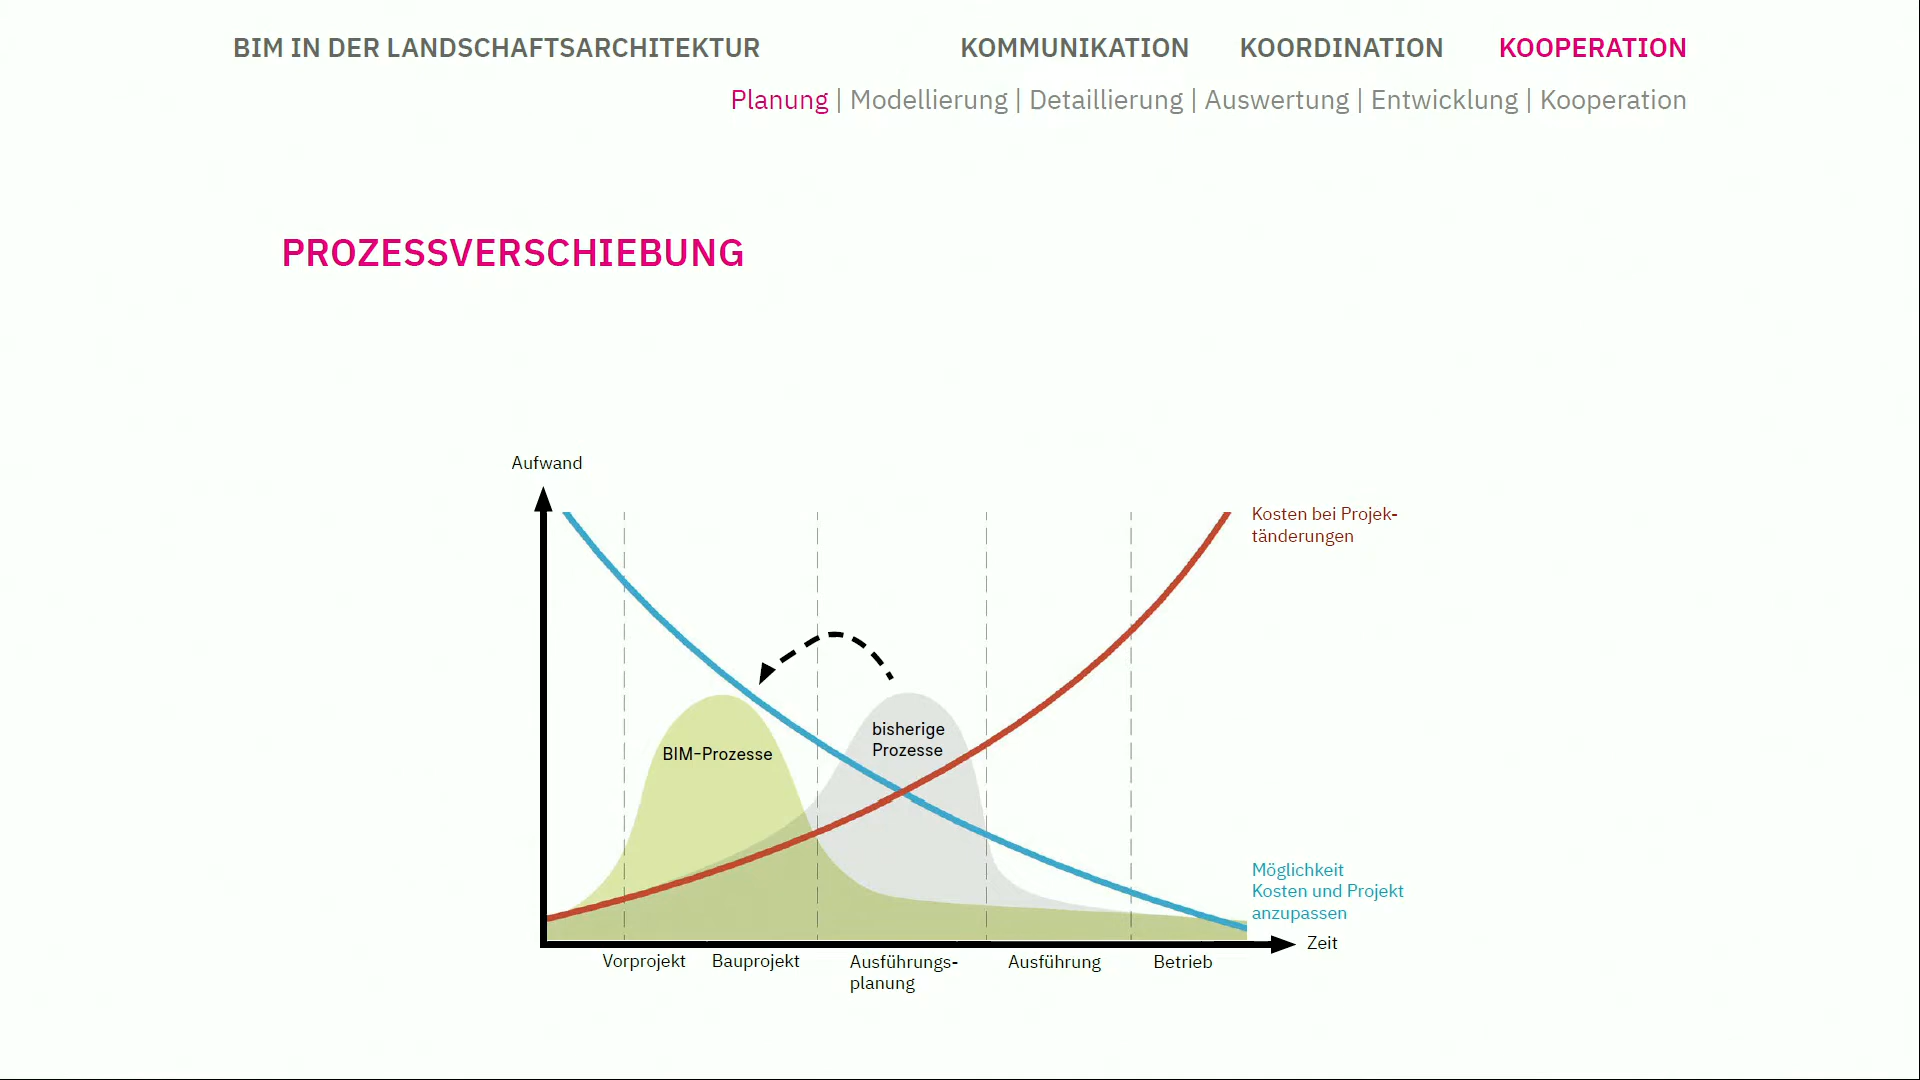 BIM IN DER LANDSCHAFTSARCHITEKTUR
KOMMUNIKATION KOORDINATION KOOPERATION
Planung | Modellierung | Detaillierung | Auswertung | Entwicklung | Kooperation
PROZESSVERSCHIEBUNG
Aufwand
Kosten bei Projek-
tänderungen
bisherige
Prozesse
BIM-Prozesse
Möglichkeit
Kosten und Projekt
anzupassen
Zeit
Vorprojekt
Bauprojekt
Ausführungs-
planung
Ausführung
Betrieb